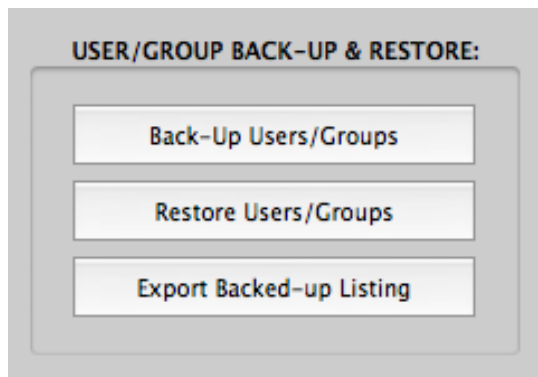 USER/GROUP BACK-UP & RESTORE:
Back-Up Users/Groups
Restore Users/Groups
Export Backed-up Listing